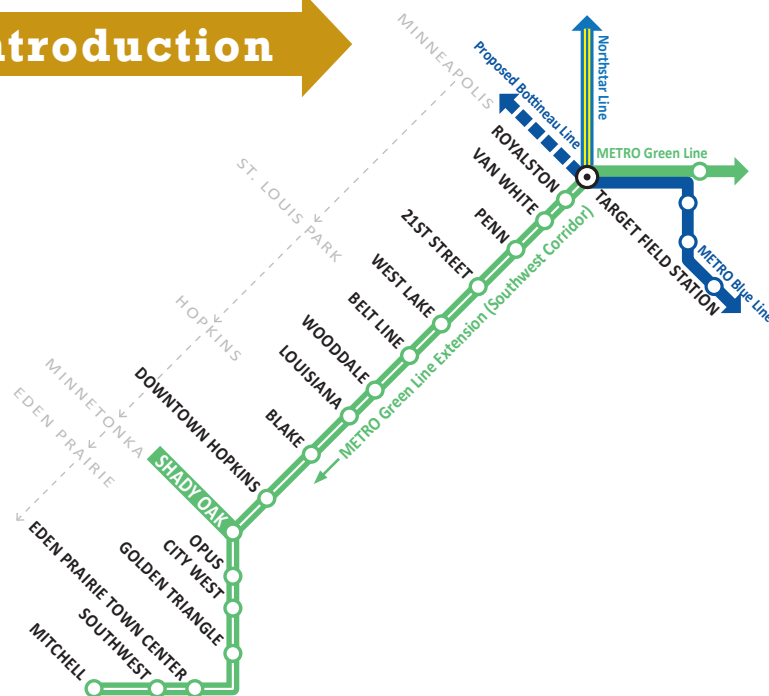 ntroduction
MINNEAPOLIS
ST. LOUIS PARK
HOPKINS
MINNETONKA
EDEN PRAIRIE
Northstar Line
Proposed Bottineau Line
METRO Green Line
METRO Blue Line
TARGET FIELD STATION
ROYALSTON
VAN WHITE
PENN
21ST STREET
WEST LAKE
BELT LINE
WOODDALE
LOUISIANA
BLAKE
DOWNTOWN HOPKINS
SHADY OAK
OPUS
CITY WEST
GOLDEN TRIANGLE
EDEN PRAIRIE TOWN CENTER
SOUTHWEST
MITCHELL
METRO Green Line Extension (Southwest Corridor)